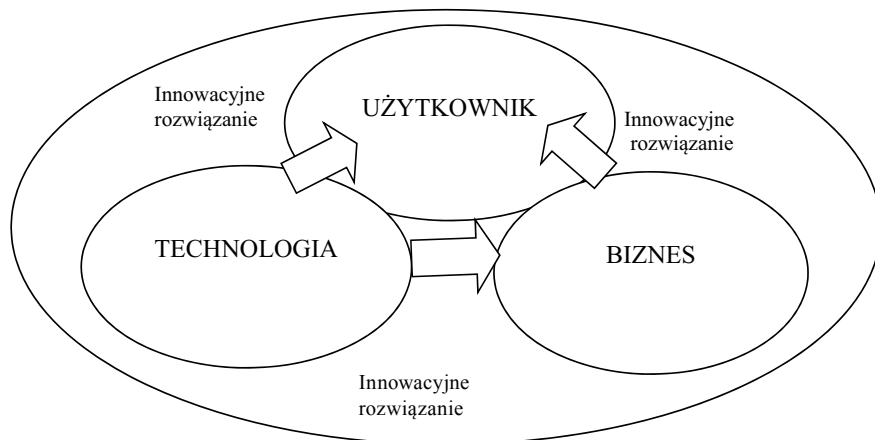 Innowacyjne
rozwiązanie
UŻYTKOWNIK
Innowacyjne
rozwiązanie
TECHNOLOGIA
BIZNES
Innowacyjne
rozwiązanie